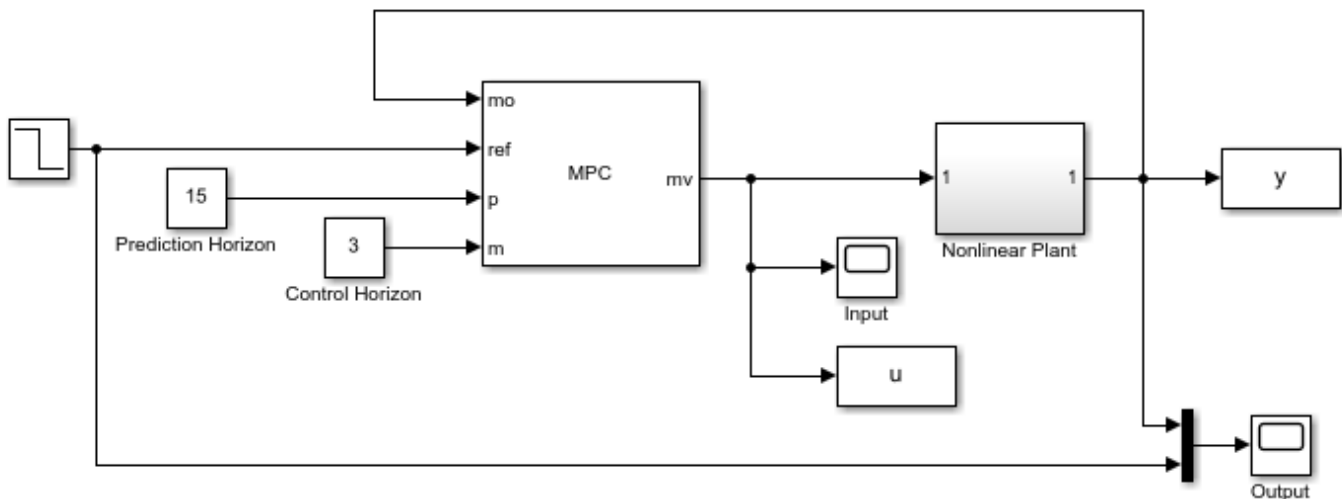 mo
ref
MPC
mv
p
m
15
Prediction Horizon
3
Control Horizon
1 1
Nonlinear Plant
y
Input
u
Output